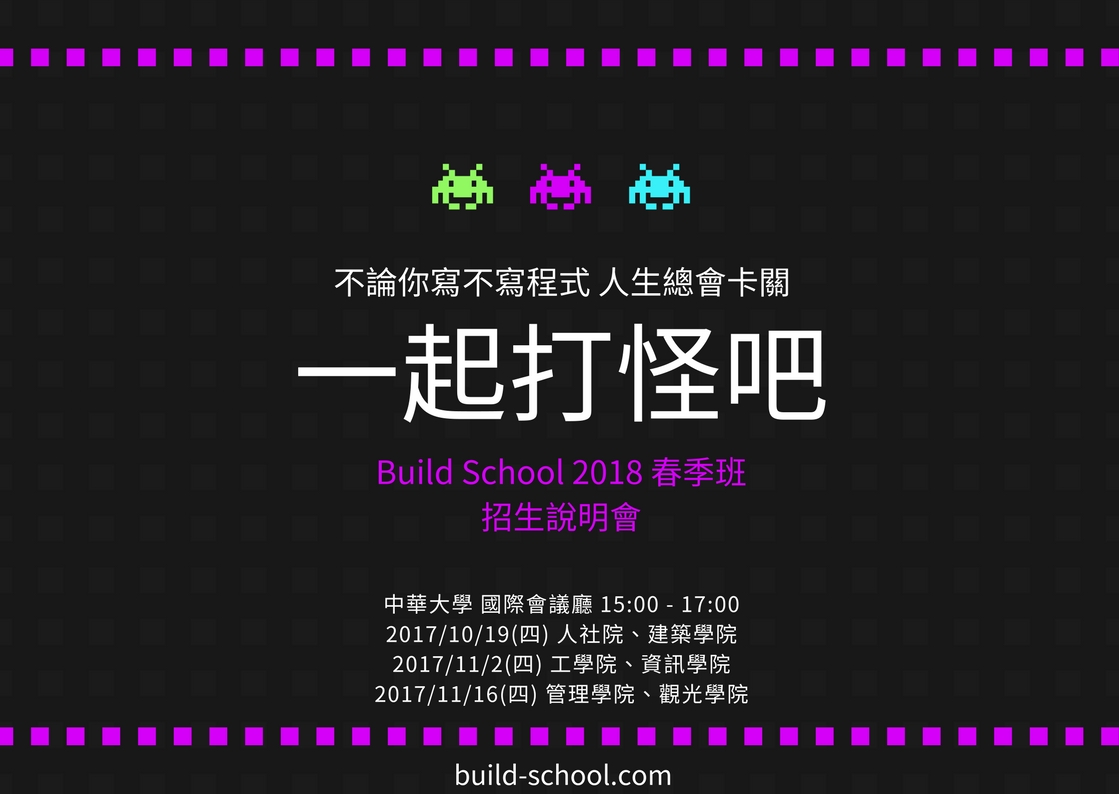 不論你寫不寫程式 人生總會卡關
一起打怪吧
Build School 2018 春季班
招生說明會
中華大學 國際會議廳 15:00 - 17:00
2017/10/19(四) 人社院、建築學院
2017/11/2(四) 工學院、資訊學院
2017/11/16(四) 管理學院、觀光學院
build-school.com